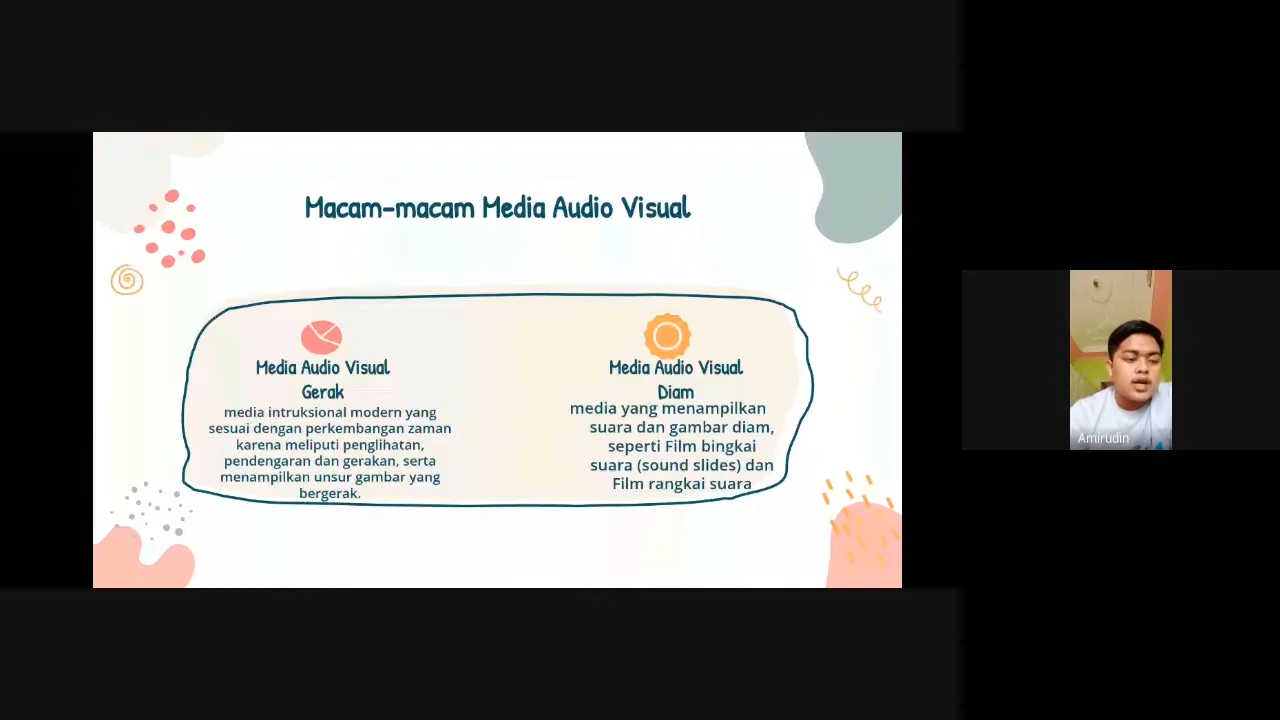 Macam-macam Media Audio Visual
Media Audio Visual
Gerak
media intruksional modern yang
sesuai dengan perkembangan zaman
karena meliputi penglihatan,
pendengaran dan gerakan, serta
menampilkan unsur gambar yang
bergerak.
Media Audio Visual
Diam
media yang menampilkan
suara dan gambar diam,
seperti Film bingkai
suara (sound slides) dan
Film rangkai suara
Amirudin